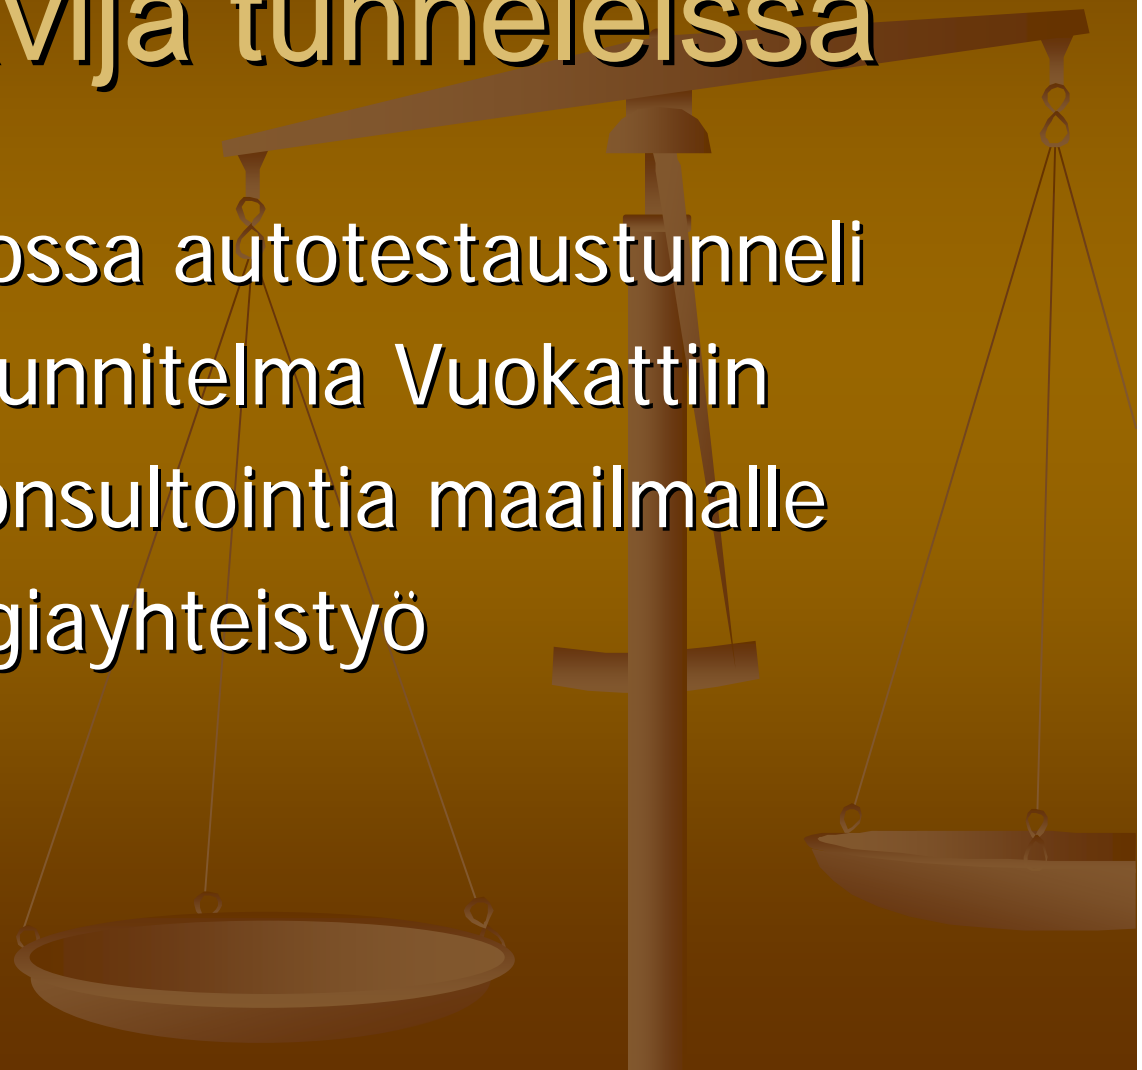 vija tunneleissa
ossa autotestaustunneli
unnitelma Vuokattiin
onsultointia maailmalle
giayhteistyö